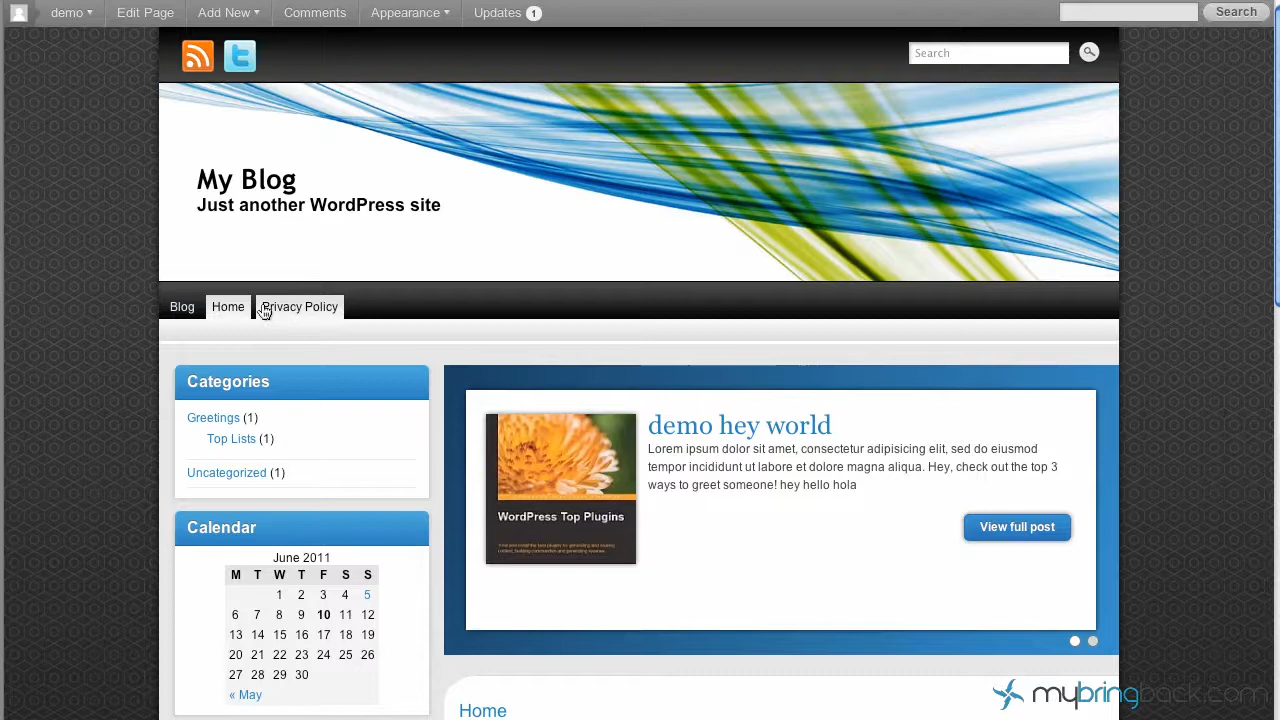 demo Edit Page Add New Comments Appearance Updates 1 Search
Search
My Blog
Just another WordPress site
Blog Home Privacy Policy
Categories
Greetings (1)
Top Lists (1)
Uncategorized (1)
Calendar
June 2011
M T W T F S S
1 2 3 4 5
6 7 8 9 10 11 12
13 14 15 16 17 18 19
20 21 22 23 24 25 26
27 28 29 30
« May
demo hey world
Lorem ipsum dolor sit amet, consectetur adipisicing elit, sed do eiusmod
tempor incididunt ut labore et dolore magna aliqua. Hey, check out the top 3
ways to greet someone! hey hello hola
WordPress Top Plugins
View full post
Home
mybringback.com